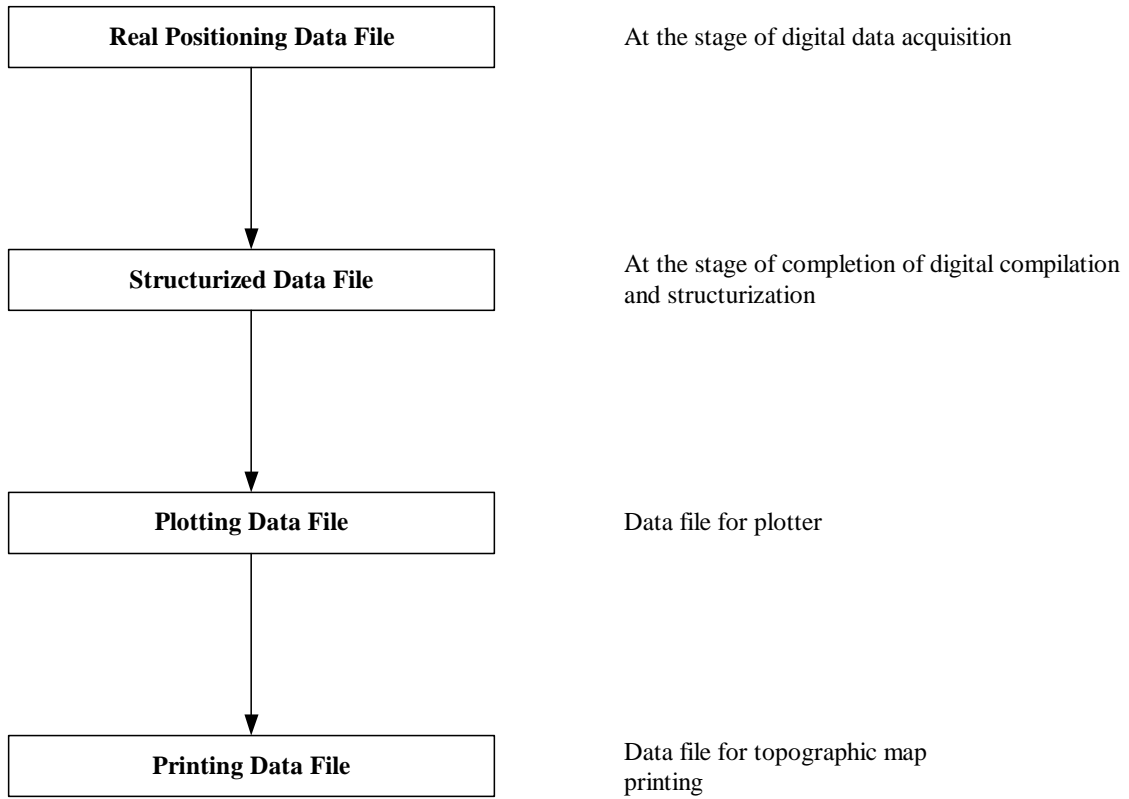 Real Positioning Data File
At the stage of digital data acquisition
Structurized Data File
At the stage of completion of digital compilation
and structurization
Plotting Data File
Data file for plotter
Printing Data File
Data file for topographic map
printing